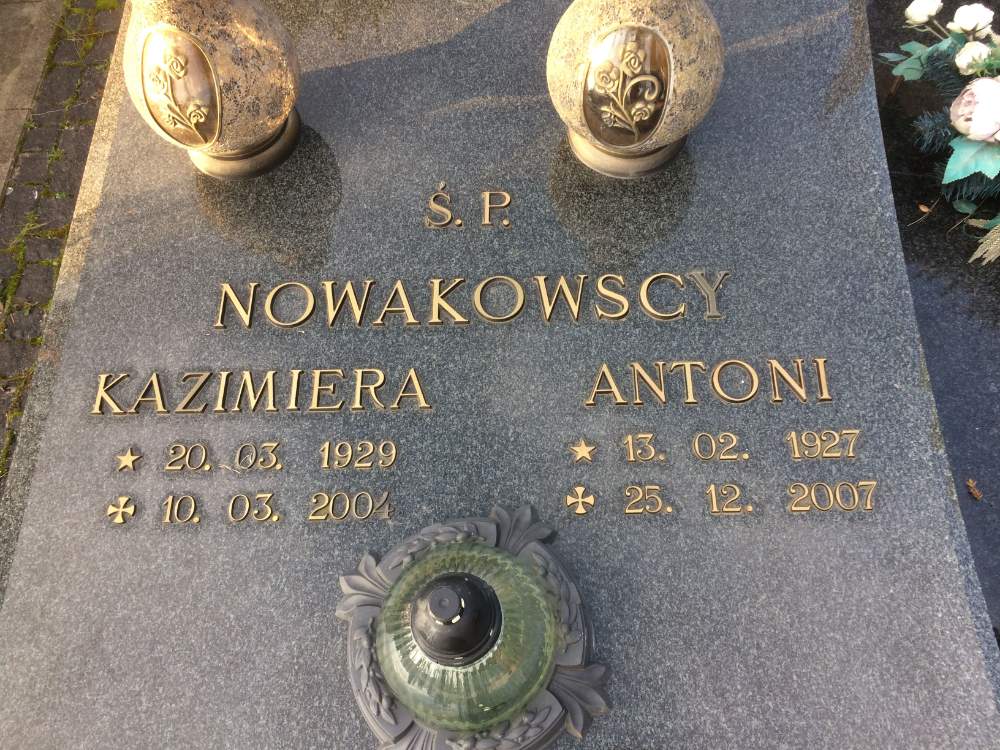 Ś. P.
NOWAKOWSCY
KAZIMIERA
★ 20. 03. 1929
✠ 10. 03. 2004
ANTONI
★ 13. 02. 1927
✠ 25. 12. 2007